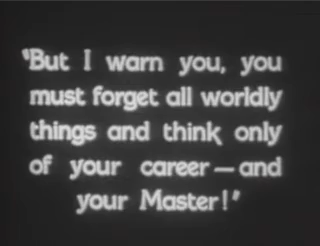 "But I warn you, you
must forget all worldly
things and think only
of your career—and
your Master!"